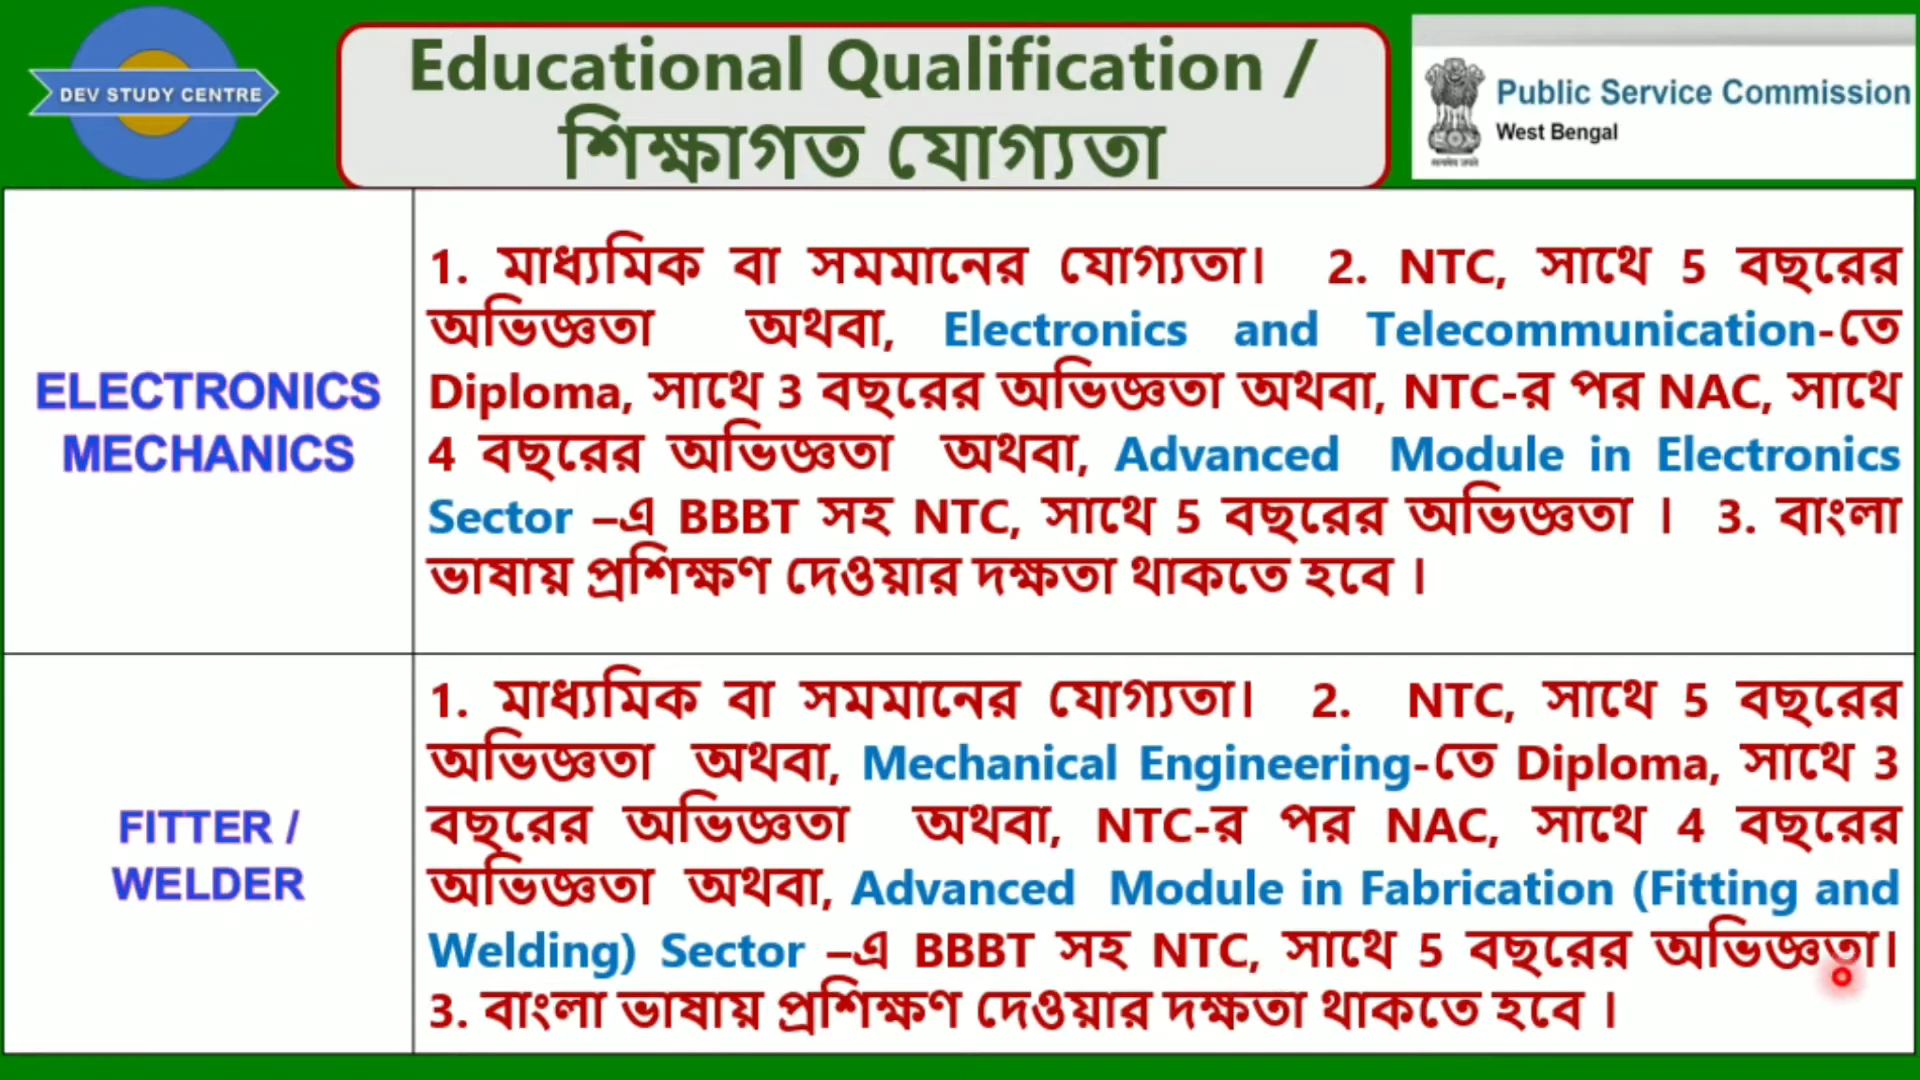 DEV STUDY CENTRE
Educational Qualification /
শিক্ষাগত যোগ্যতা
Public Service Commission
West Bengal
ELECTRONICS
MECHANICS
1. মাধ্যমিক বা সমমানের যোগ্যতা। 2. NTC, সাথে 5 বছরের
অভিজ্ঞতা অথবা, Electronics and Telecommunication-তে
Diploma, সাথে 3 বছরের অভিজ্ঞতা অথবা, NTC-র পর NAC, সাথে
4 বছরের অভিজ্ঞতা অথবা, Advanced Module in Electronics
Sector –এ BBBT সহ NTC, সাথে 5 বছরের অভিজ্ঞতা । 3. বাংলা
ভাষায় প্রশিক্ষণ দেওয়ার দক্ষতা থাকতে হবে ।
FITTER /
WELDER
1. মাধ্যমিক বা সমমানের যোগ্যতা। 2. NTC, সাথে 5 বছরের
অভিজ্ঞতা অথবা, Mechanical Engineering-তে Diploma, সাথে 3
বছরের অভিজ্ঞতা অথবা, NTC-র পর NAC, সাথে 4 বছরের
অভিজ্ঞতা অথবা, Advanced Module in Fabrication (Fitting and
Welding) Sector –এ BBBT সহ NTC, সাথে 5 বছরের অভিজ্ঞতা।
3. বাংলা ভাষায় প্রশিক্ষণ দেওয়ার দক্ষতা থাকতে হবে ।